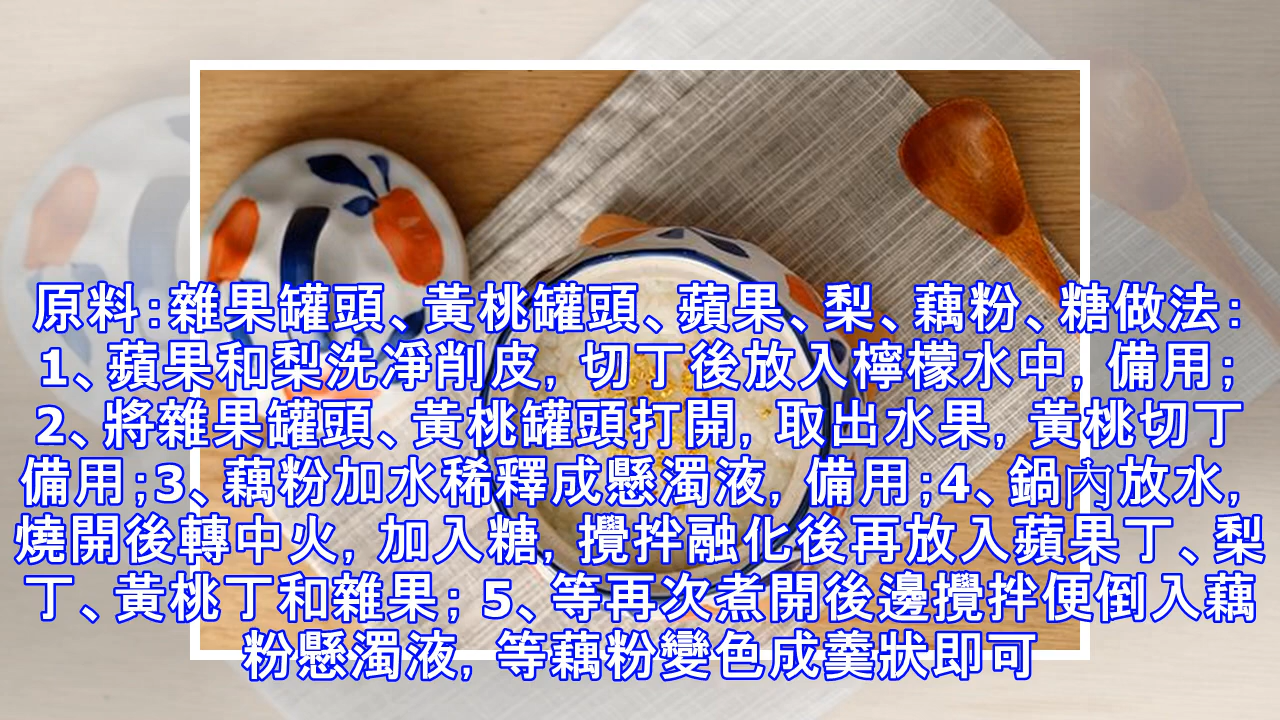 原料:雜果罐頭、黃桃罐頭、蘋果、梨、藕粉、糖做法:
1、蘋果和梨洗凈削皮, 切丁後放入檸檬水中, 備用;
2、將雜果罐頭、黃桃罐頭打開, 取出水果, 黃桃切丁
備用;3、藕粉加水稀釋成懸濁液, 備用;4、鍋內放水,
燒開後轉中火, 加入糖, 攪拌融化後再放入蘋果丁、梨
丁、黃桃丁和雜果; 5、等再次煮開後邊攪拌便倒入藕
粉懸濁液, 等藕粉變色成羹狀即可